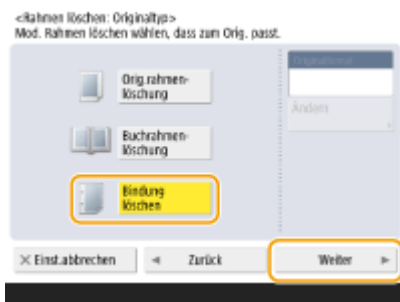 <Rahmen löschen: Originaltyp>
Mod. Rahmen löschen wählen, dass zum Orig. passt.
Originalformat
Orig.rahmen-
löschung
Ändern
Buchrahmen-
löschung
Bindung
löschen
× Einst.abbrechen
◄ Zurück
Weiter ►